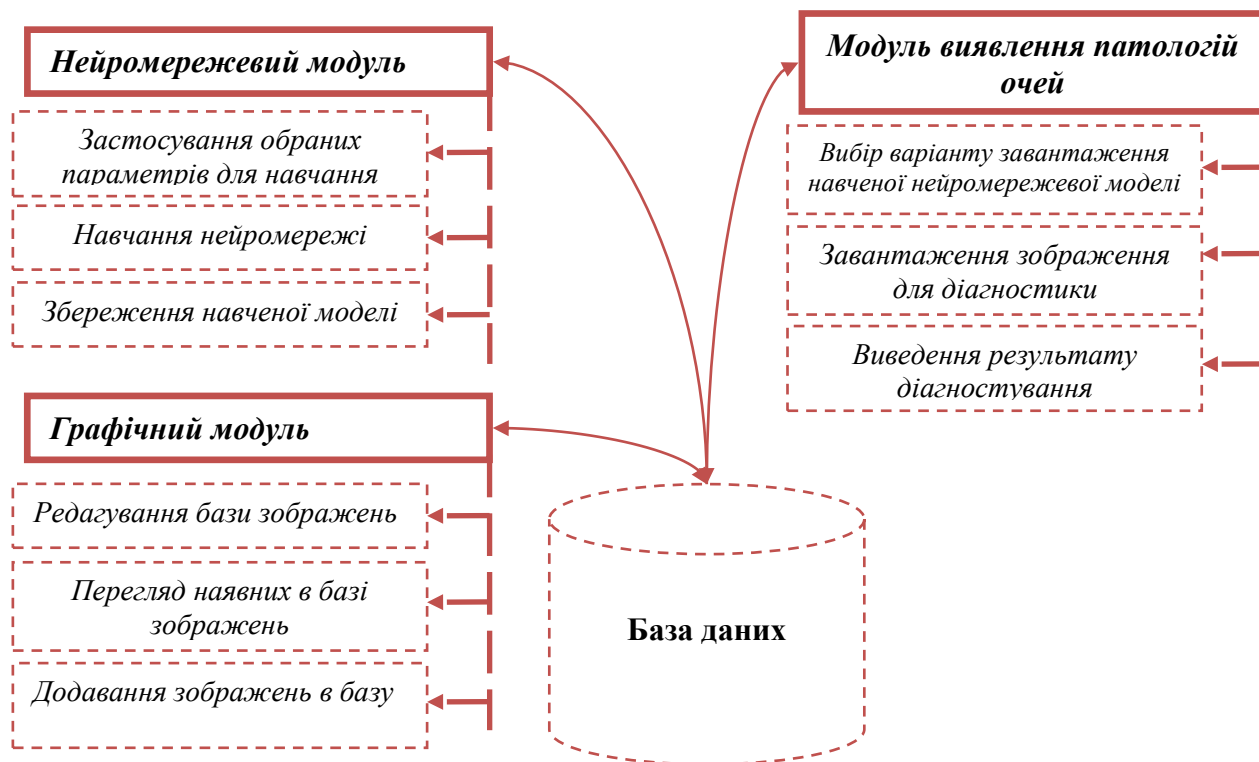 Нейромережевий модуль
Застосування обраних
параметрів для навчання
Навчання нейромережі
Збереження навченої моделі
Графічний модуль
Редагування бази зображень
Перегляд наявних в базі
зображень
Додавання зображень в базу
База даних
Модуль виявлення патологій
очей
Вибір варіанту завантаження
навченої нейромережевої моделі
Завантаження зображення
для діагностики
Виведення результату
діагностування